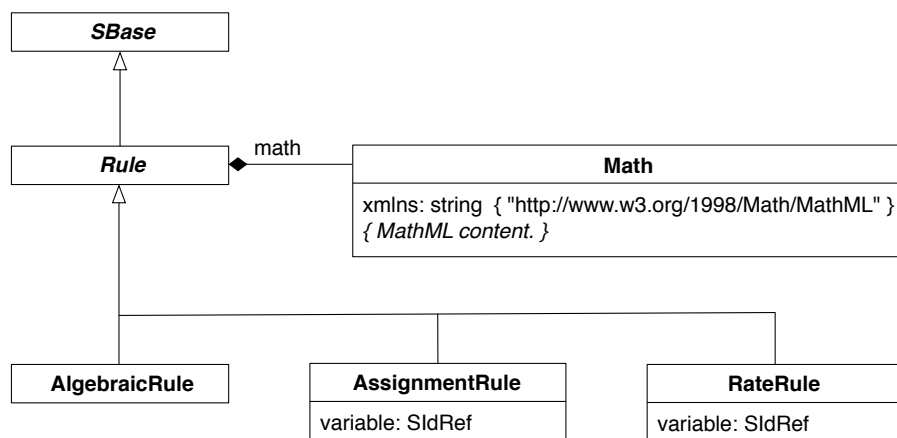 SBase
Rule
math
Math
xmlns: string { "http://www.w3.org/1998/Math/MathML" }
{ MathML content. }
AlgebraicRule
AssignmentRule
variable: SIdRef
RateRule
variable: SIdRef